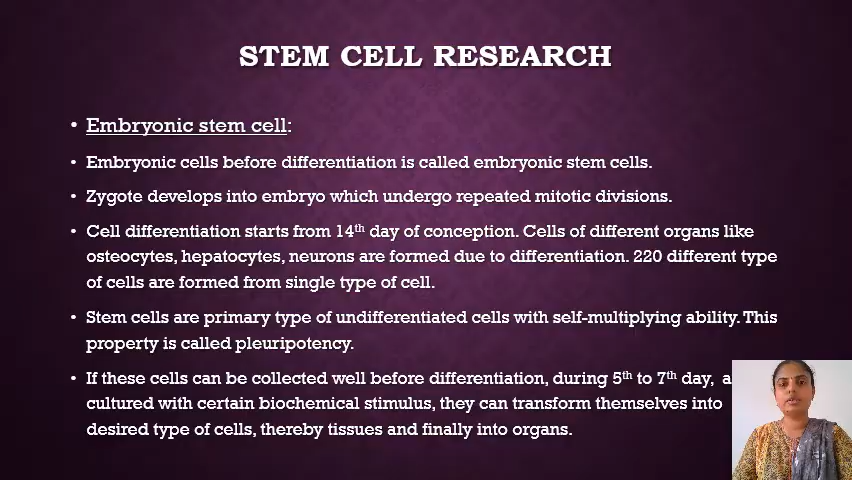 STEM CELL RESEARCH
• Embryonic stem cell:
• Embryonic cells before differentiation is called embryonic stem cells.
• Zygote develops into embryo which undergo repeated mitotic divisions.
• Cell differentiation starts from 14th day of conception. Cells of different organs like
osteocytes, hepatocytes, neurons are formed due to differentiation. 220 different type
of cells are formed from single type of cell.
• Stem cells are primary type of undifferentiated cells with self-multiplying ability. This
property is called pleuripotency.
• If these cells can be collected well before differentiation, during 5th to 7th day,
cultured with certain biochemical stimulus, they can transform themselves into
desired type of cells, thereby tissues and finally into organs.